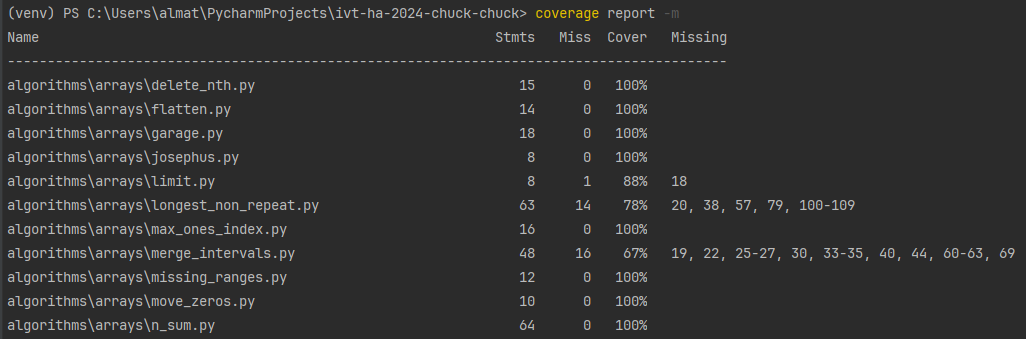 (venv) PS C:\Users\almat\PycharmProjects\ivt-ha-2024-chuck-chuck> coverage report -m
Name Stmts Miss Cover Missing
------------------------------------------------------------------------------------------
algorithms\arrays\delete_nth.py 15 0 100%
algorithms\arrays\flatten.py 14 0 100%
algorithms\arrays\garage.py 18 0 100%
algorithms\arrays\josephus.py 8 0 100%
algorithms\arrays\limit.py 8 1 88% 18
algorithms\arrays\longest_non_repeat.py 63 14 78% 20, 38, 57, 79, 100-109
algorithms\arrays\max_ones_index.py 16 0 100%
algorithms\arrays\merge_intervals.py 48 16 67% 19, 22, 25-27, 30, 33-35, 40, 44, 60-63, 69
algorithms\arrays\missing_ranges.py 12 0 100%
algorithms\arrays\move_zeros.py 10 0 100%
algorithms\arrays\n_sum.py 64 0 100%